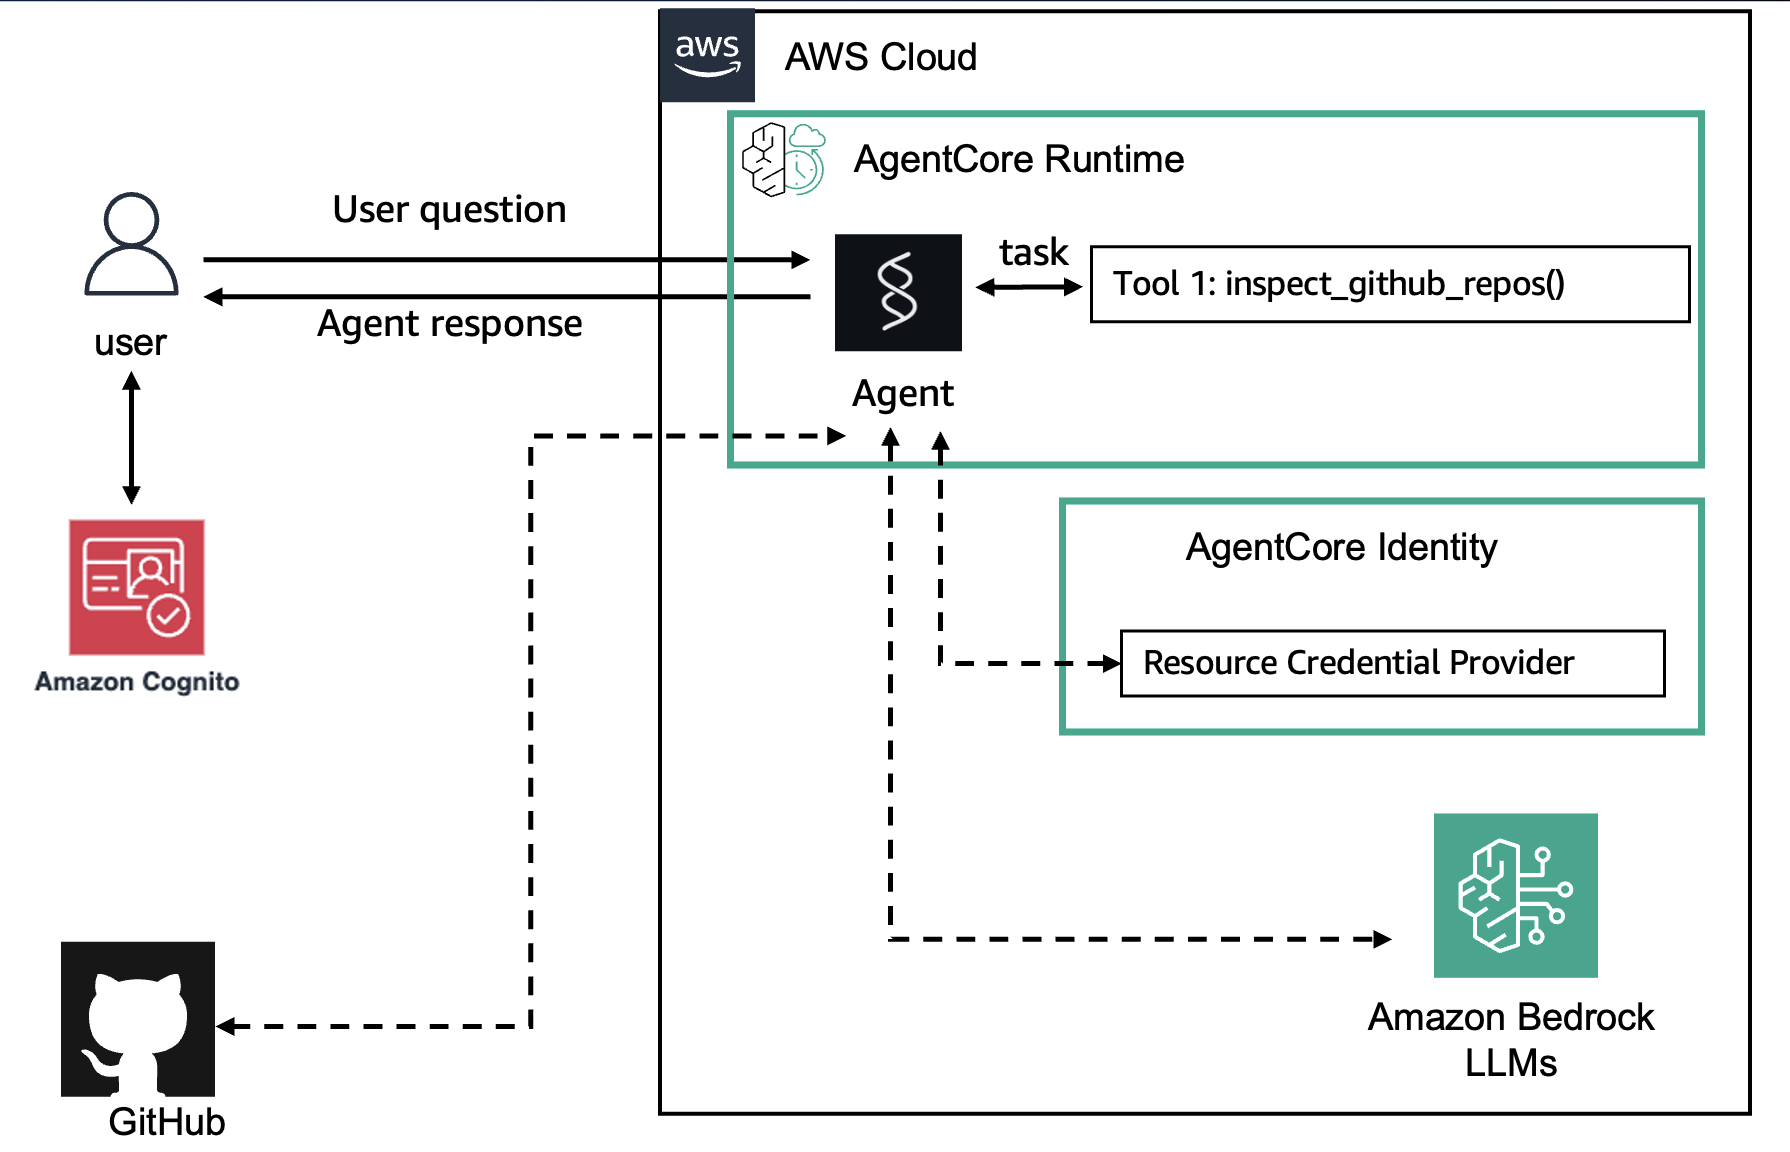 aws
AWS Cloud
AgentCore Runtime
User question
task
Tool 1: inspect_github_repos()
Agent response
user
Agent
AgentCore Identity
Resource Credential Provider
Amazon Cognito
Amazon Bedrock
LLMs
GitHub